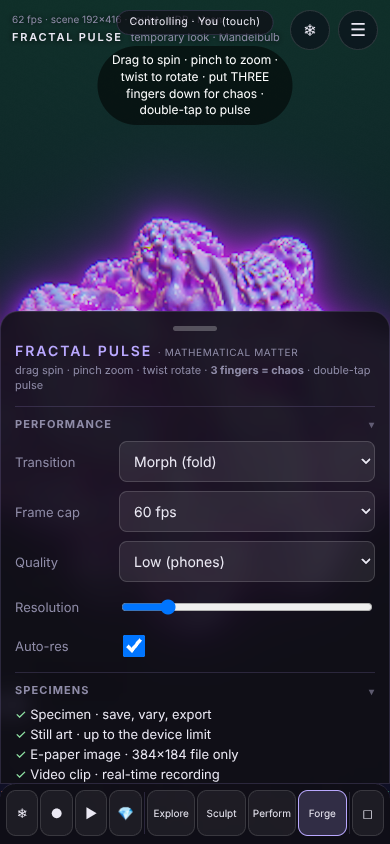 62 fps · scene 192×416
Controlling · You (touch)
FRACTAL PULSE temporary look · Mandelbulb
Drag to spin · pinch to zoom ·
twist to rotate · put THREE
fingers down for chaos ·
double-tap to pulse
FRACTAL PULSE · MATHEMATICAL MATTER
drag spin · pinch zoom · twist rotate · 3 fingers = chaos · double-tap
pulse
PERFORMANCE
Transition Morph (fold)
Frame cap 60 fps
Quality Low (phones)
Resolution
Auto-res
SPECIMENS
✓ Specimen · save, vary, export
✓ Still art · up to the device limit
✓ E-paper image · 384×184 file only
✓ Video clip · real-time recording
Explore Sculpt Perform Forge